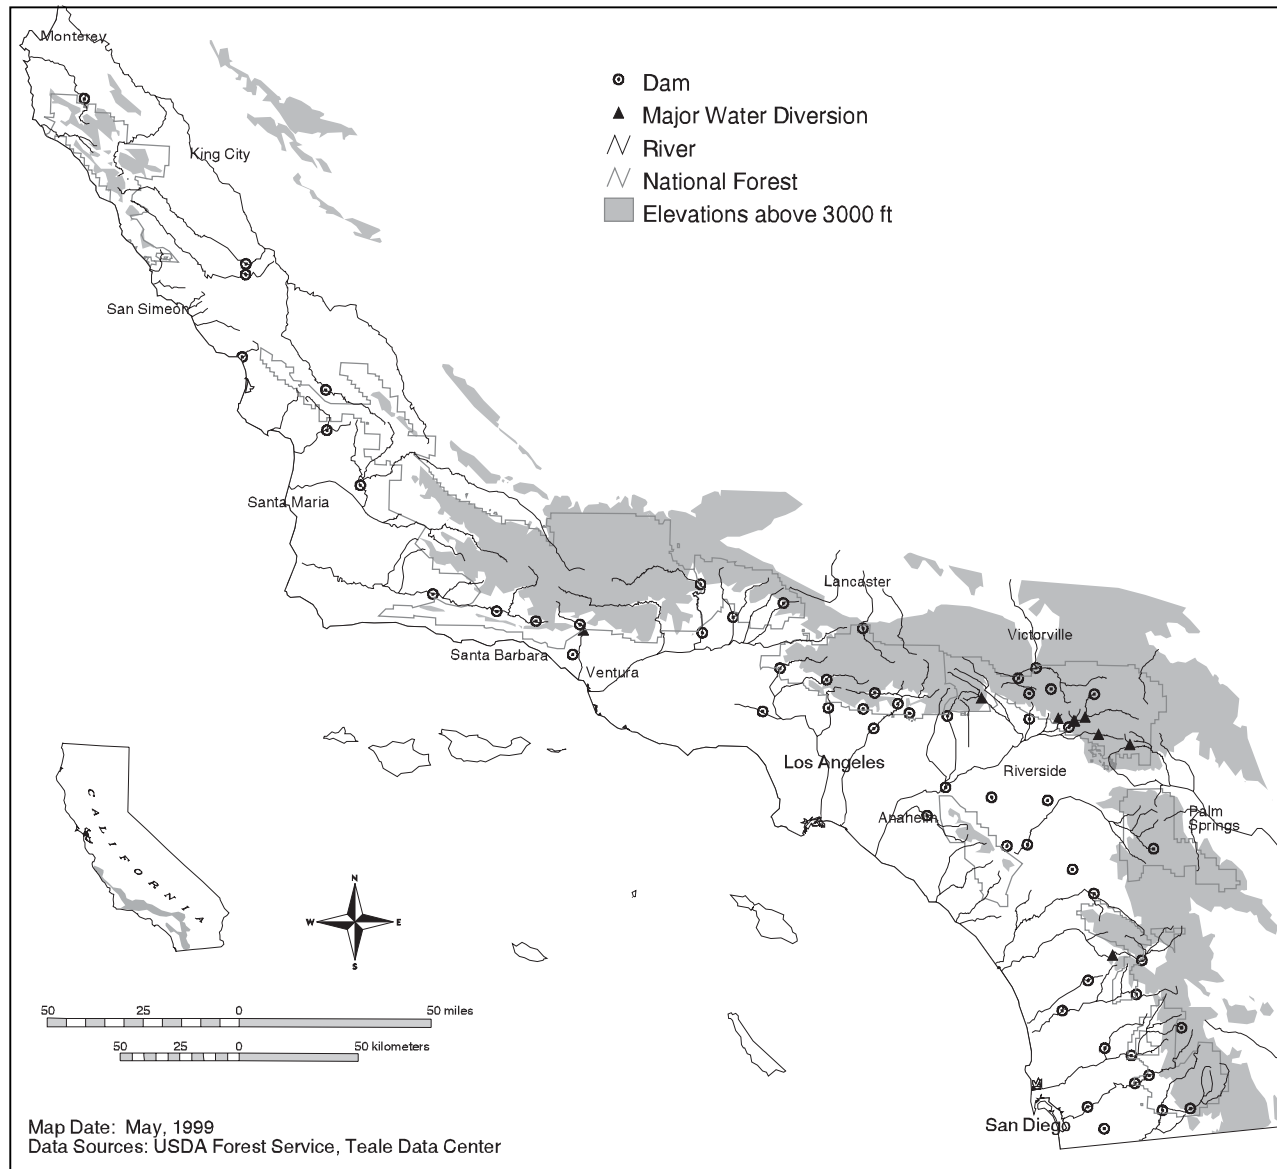 Monterey
Dam
Major Water Diversion
River
National Forest
Elevations above 3000 ft
King City
San Simeon
Santa Maria
Lancaster
Victorville
Santa Barbara
Ventura
Los Angeles
Riverside
Anaheim
Palm
Springs
CALIFORNIA
N
W E
S
50 25 0 50 miles
50 25 0 50 kilometers
San Diego
Map Date: May, 1999
Data Sources: USDA Forest Service, Teale Data Center